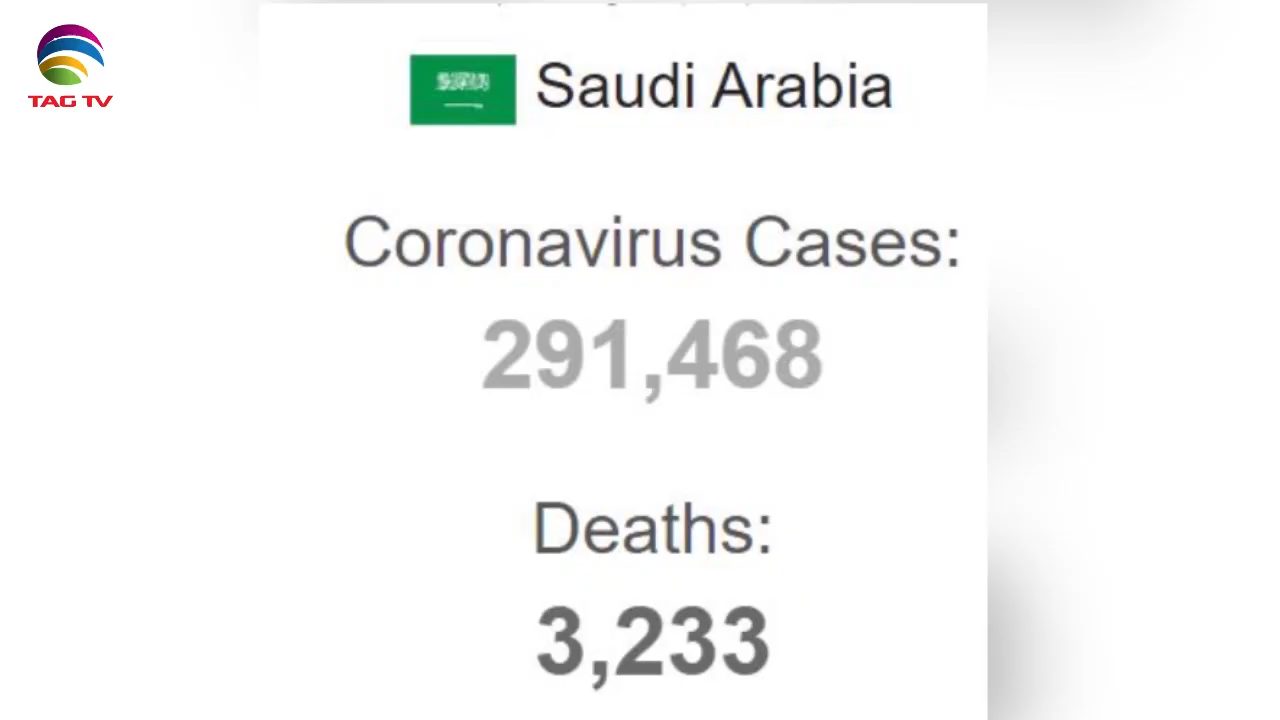 TAG TV
Saudi Arabia
Coronavirus Cases:
291,468
Deaths:
3,233